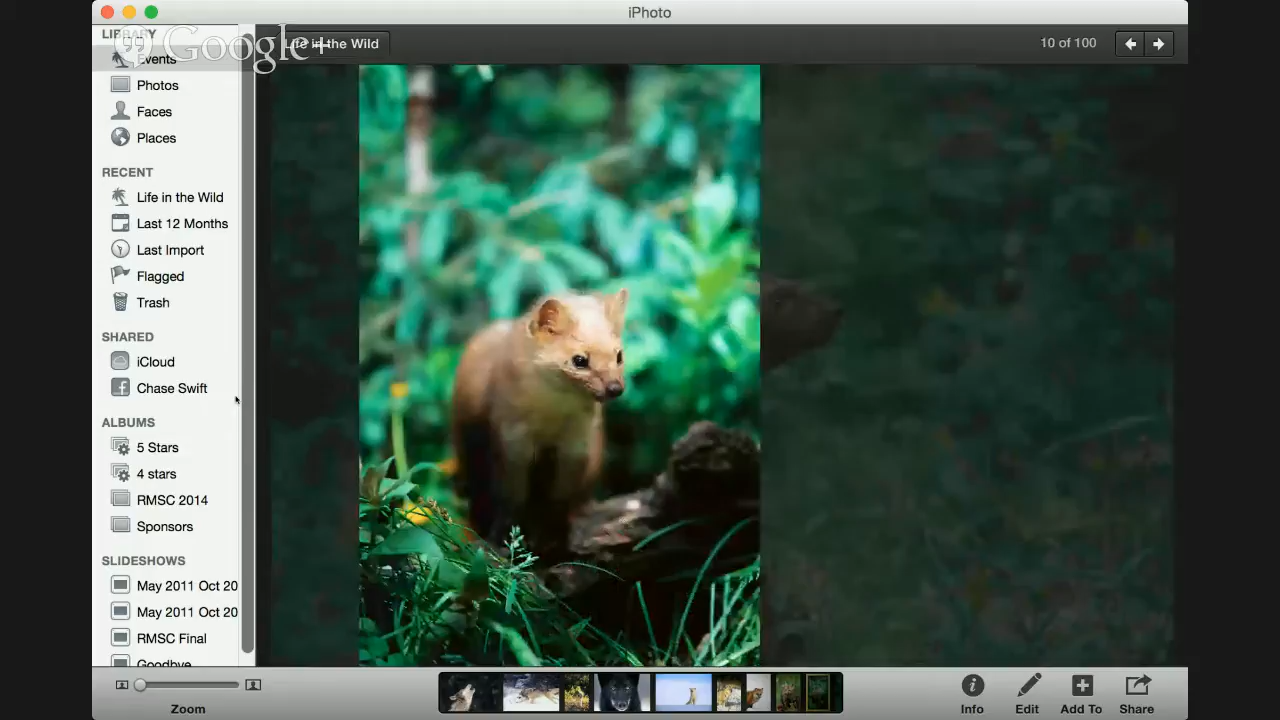 iPhoto
LIBRARY
Google+
Life in the Wild
10 of 100
Events
Photos
Faces
Places
RECENT
Life in the Wild
Last 12 Months
Last Import
Flagged
Trash
SHARED
iCloud
Chase Swift
ALBUMS
5 Stars
4 stars
RMSC 2014
Sponsors
SLIDESHOWS
May 2011 Oct 20
May 2011 Oct 20
RMSC Final
Goodbye
Zoom
Info
Edit
Add To
Share